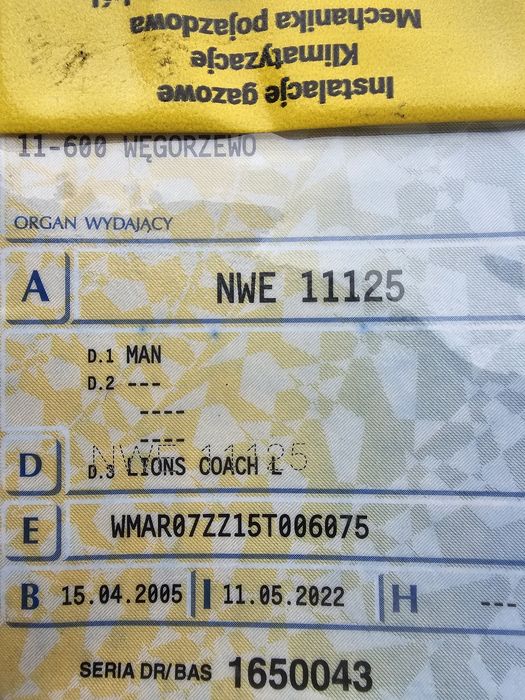 Mechanika pojazdowa
Klimatyzacje
Instalacje gazowe
11-600 WĘGORZEWO
ORGAN WYDAJĄCY
A NWE 11125
D.1 MAN
D.2 ---
----
----
NWE 11125
D D.3 LIONS COACH L
E WMAR07ZZ15T006075
B 15.04.2005 I 11.05.2022 H ---
SERIA DR/BAS 1650043